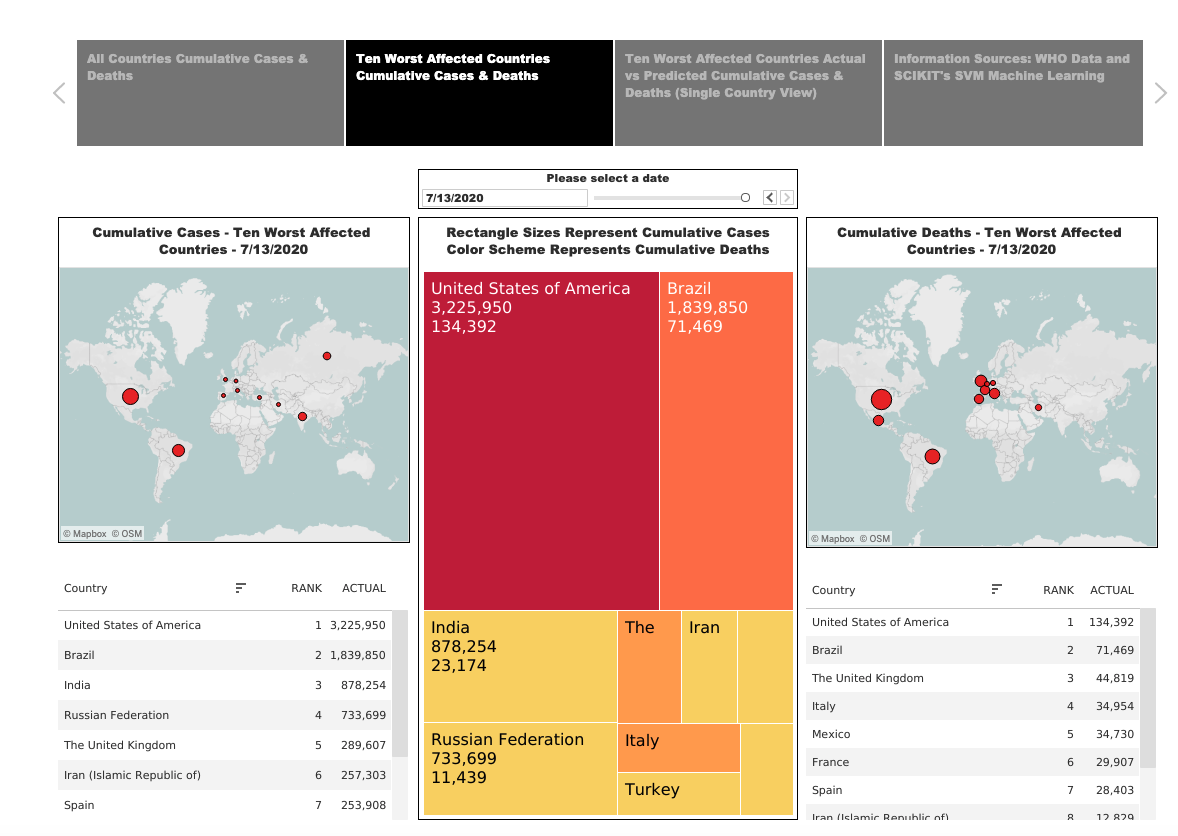 All Countries Cumulative Cases &
Deaths
Ten Worst Affected Countries
Cumulative Cases & Deaths
Ten Worst Affected Countries Actual
vs Predicted Cumulative Cases &
Deaths (Single Country View)
Information Sources: WHO Data and
SCIKIT's SVM Machine Learning
Please select a date
7/13/2020
Cumulative Cases - Ten Worst Affected
Countries - 7/13/2020
© Mapbox © OSM
Country RANK ACTUAL
United States of America 1 3,225,950
Brazil 2 1,839,850
India 3 878,254
Russian Federation 4 733,699
The United Kingdom 5 289,607
Iran (Islamic Republic of) 6 257,303
Spain 7 253,908
Rectangle Sizes Represent Cumulative Cases
Color Scheme Represents Cumulative Deaths
United States of America
3,225,950
134,392
Brazil
1,839,850
71,469
India
878,254
23,174
The
Iran
Russian Federation
733,699
11,439
Italy
Turkey
Cumulative Deaths - Ten Worst Affected
Countries - 7/13/2020
© Mapbox © OSM
Country RANK ACTUAL
United States of America 1 134,392
Brazil 2 71,469
The United Kingdom 3 44,819
Italy 4 34,954
Mexico 5 34,730
France 6 29,907
Spain 7 28,403
Iran (Islamic Republic of) 8 12,829